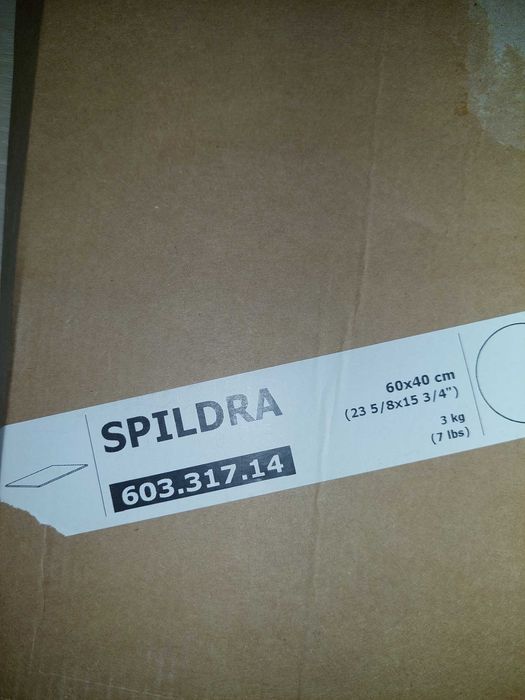 SPILDRA
603.317.14
60x40 cm
(23 5/8x15 3/4")
3 kg
(7 lbs)